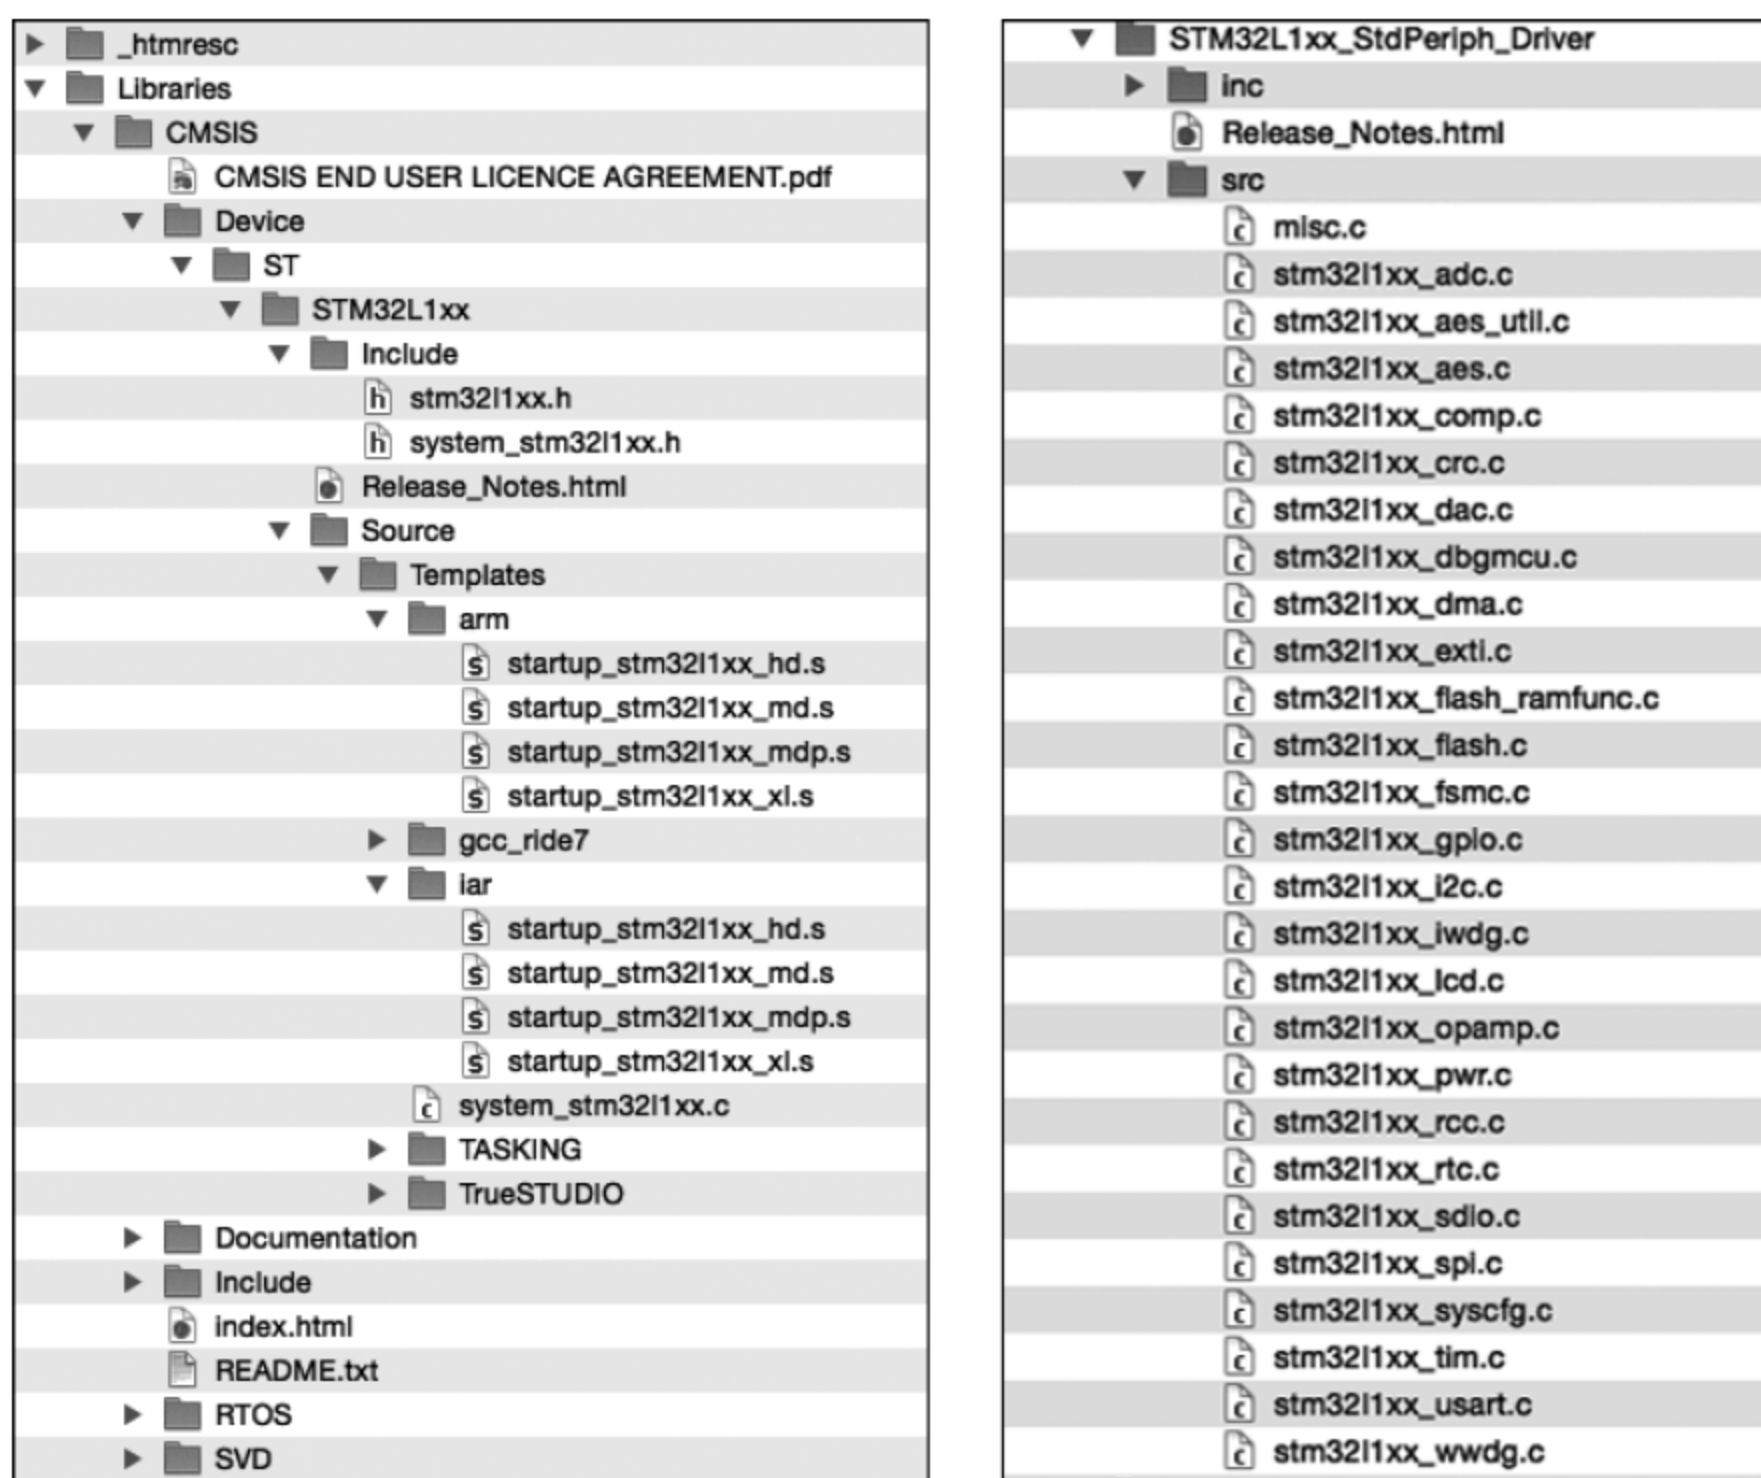 _htmresc
Libraries
CMSIS
CMSIS END USER LICENCE AGREEMENT.pdf
Device
ST
STM32L1xx
Include
stm32l1xx.h
system_stm32l1xx.h
Release_Notes.html
Source
Templates
arm
startup_stm32l1xx_hd.s
startup_stm32l1xx_md.s
startup_stm32l1xx_mdp.s
startup_stm32l1xx_xl.s
gcc_ride7
iar
startup_stm32l1xx_hd.s
startup_stm32l1xx_md.s
startup_stm32l1xx_mdp.s
startup_stm32l1xx_xl.s
system_stm32l1xx.c
TASKING
TrueSTUDIO
Documentation
Include
index.html
README.txt
RTOS
SVD
STM32L1xx_StdPeriph_Driver
inc
Release_Notes.html
src
misc.c
stm32l1xx_adc.c
stm32l1xx_aes_util.c
stm32l1xx_aes.c
stm32l1xx_comp.c
stm32l1xx_crc.c
stm32l1xx_dac.c
stm32l1xx_dbgmcu.c
stm32l1xx_dma.c
stm32l1xx_exti.c
stm32l1xx_flash_ramfunc.c
stm32l1xx_flash.c
stm32l1xx_fsmc.c
stm32l1xx_gpio.c
stm32l1xx_i2c.c
stm32l1xx_iwdg.c
stm32l1xx_lcd.c
stm32l1xx_opamp.c
stm32l1xx_pwr.c
stm32l1xx_rcc.c
stm32l1xx_rtc.c
stm32l1xx_sdio.c
stm32l1xx_spi.c
stm32l1xx_syscfg.c
stm32l1xx_tim.c
stm32l1xx_usart.c
stm32l1xx_wwdg.c